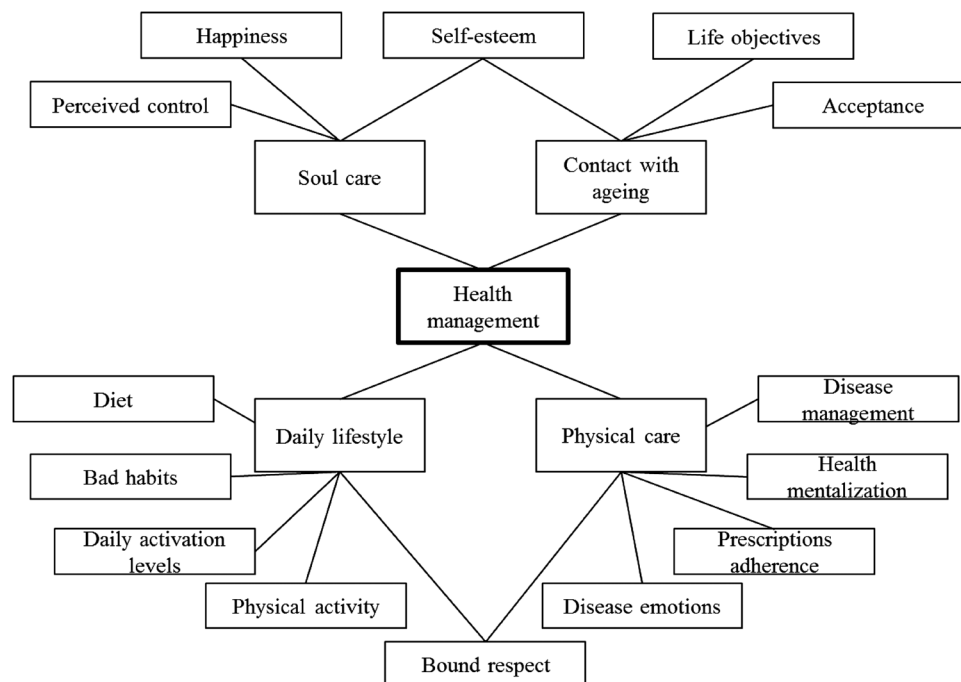 Happiness
Self-esteem
Life objectives
Perceived control
Acceptance
Soul care
Contact with
ageing
Health
management
Diet
Disease
management
Daily lifestyle
Physical care
Bad habits
Health
mentalization
Daily activation
levels
Prescriptions
adherence
Physical activity
Disease emotions
Bound respect